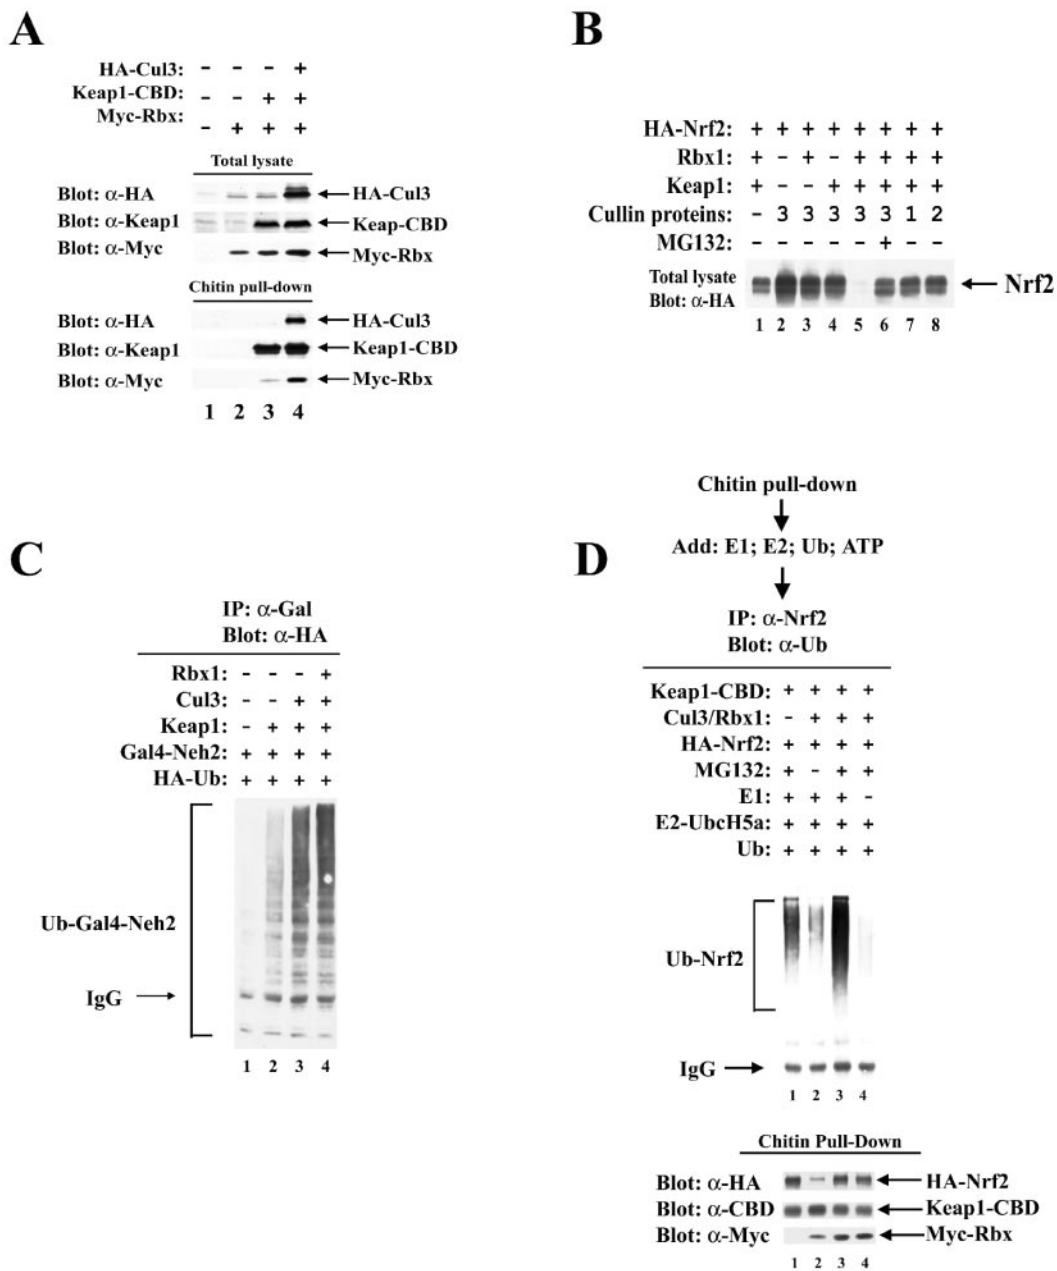 A
HA-Cul3: - - - +
Keap1-CBD: - - + +
Myc-Rbx: - + + +
Total lysate
Blot: α-HA HA-Cul3
Blot: α-Keap1 Keap-CBD
Blot: α-Myc Myc-Rbx
Chitin pull-down
Blot: α-HA HA-Cul3
Blot: α-Keap1 Keap1-CBD
Blot: α-Myc Myc-Rbx
1 2 3 4
B
HA-Nrf2: + + + + + + + +
Rbx1: + - + - + + + +
Keap1: + - - + + + + +
Cullin proteins: - 3 3 3 3 3 1 2
MG132: - - - - - + - -
Total lysate
Blot: α-HA
Nrf2
1 2 3 4 5 6 7 8
C
IP: α-Gal
Blot: α-HA
Rbx1: - - - +
Cul3: - - + +
Keap1: - + + +
Gal4-Neh2: + + + +
HA-Ub: + + + +
Ub-Gal4-Neh2
IgG
1 2 3 4
D
Chitin pull-down
Add: E1; E2; Ub; ATP
IP: α-Nrf2
Blot: α-Ub
Keap1-CBD: + + + +
Cul3/Rbx1: - + + +
HA-Nrf2: + + + +
MG132: + - + +
E1: + + + -
E2-UbcH5a: + + + +
Ub: + + + +
Ub-Nrf2
IgG
1 2 3 4
Chitin Pull-Down
Blot: α-HA HA-Nrf2
Blot: α-CBD Keap1-CBD
Blot: α-Myc Myc-Rbx
1 2 3 4